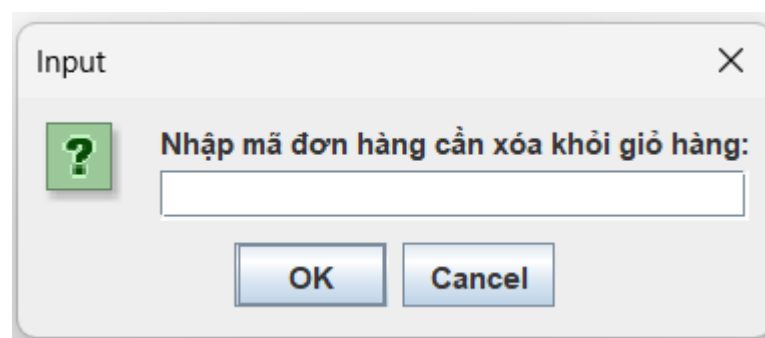 Input
Nhập mã đơn hàng cần xóa khỏi giỏ hàng:
OK
Cancel